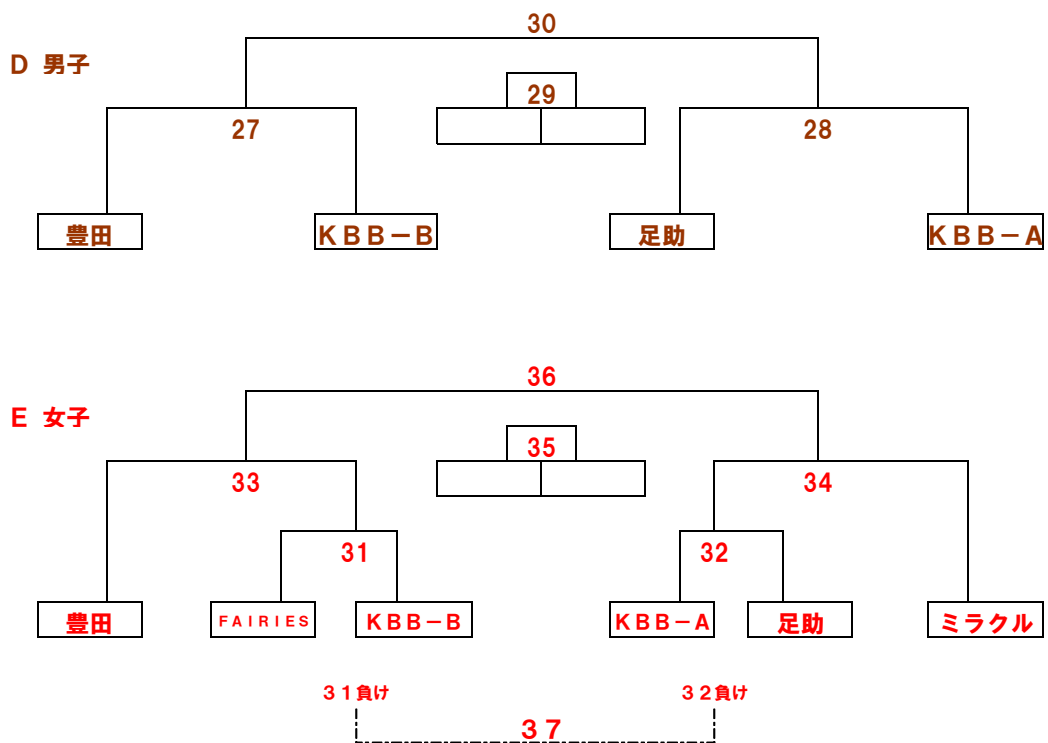 30
D 男子
29
27
28
豊田
KBB－B
足助
KBB－A
36
E 女子
35
33
34
31
32
豊田
FAIRIES
KBB－B
KBB－A
足助
ミラクル
31負け
32負け
37